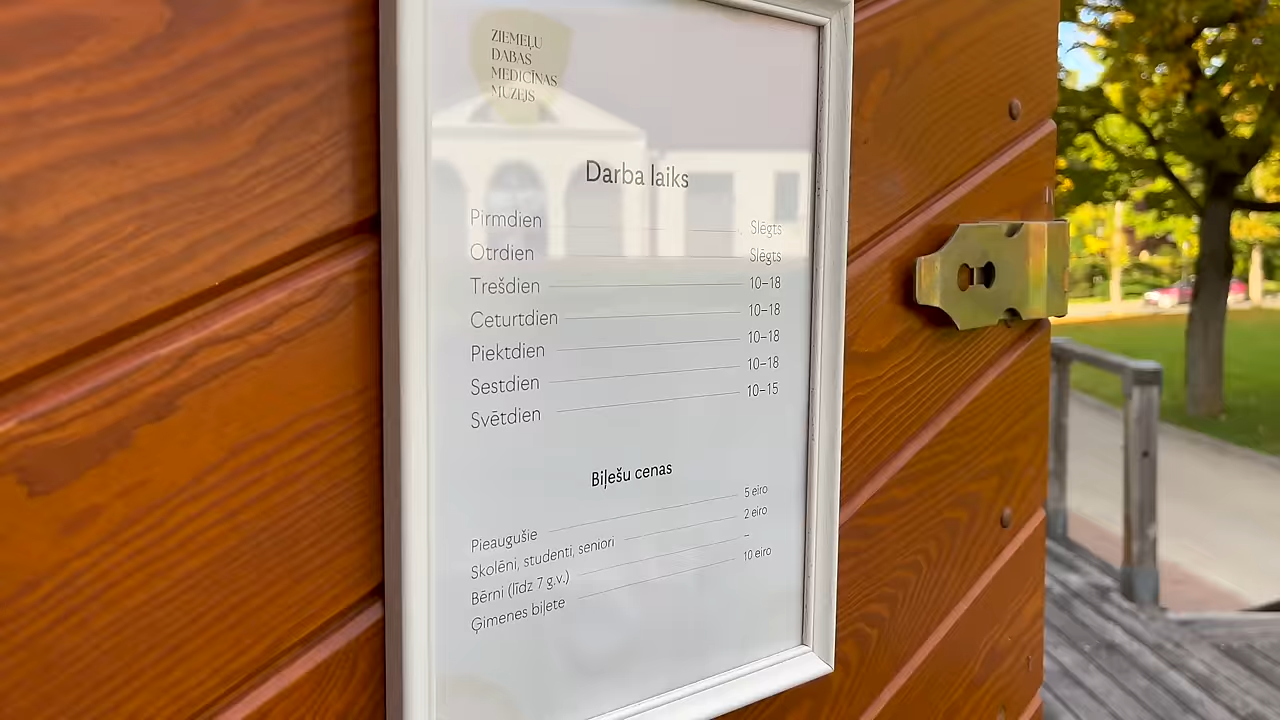 ZIEMEĻU
DABAS
MEDICĪNAS
MUZEJS
Darba laiks
Pirmdien Slēgts
Otrdien Slēgts
Trešdien 10–18
Ceturtdien 10–18
Piektdien 10–18
Sestdien 10–18
Svētdien 10–15
Biļešu cenas
Pieaugušie 5 eiro
Skolēni, studenti, seniori 2 eiro
Bērni (līdz 7 g.v.) –
Ģimenes biļete 10 eiro